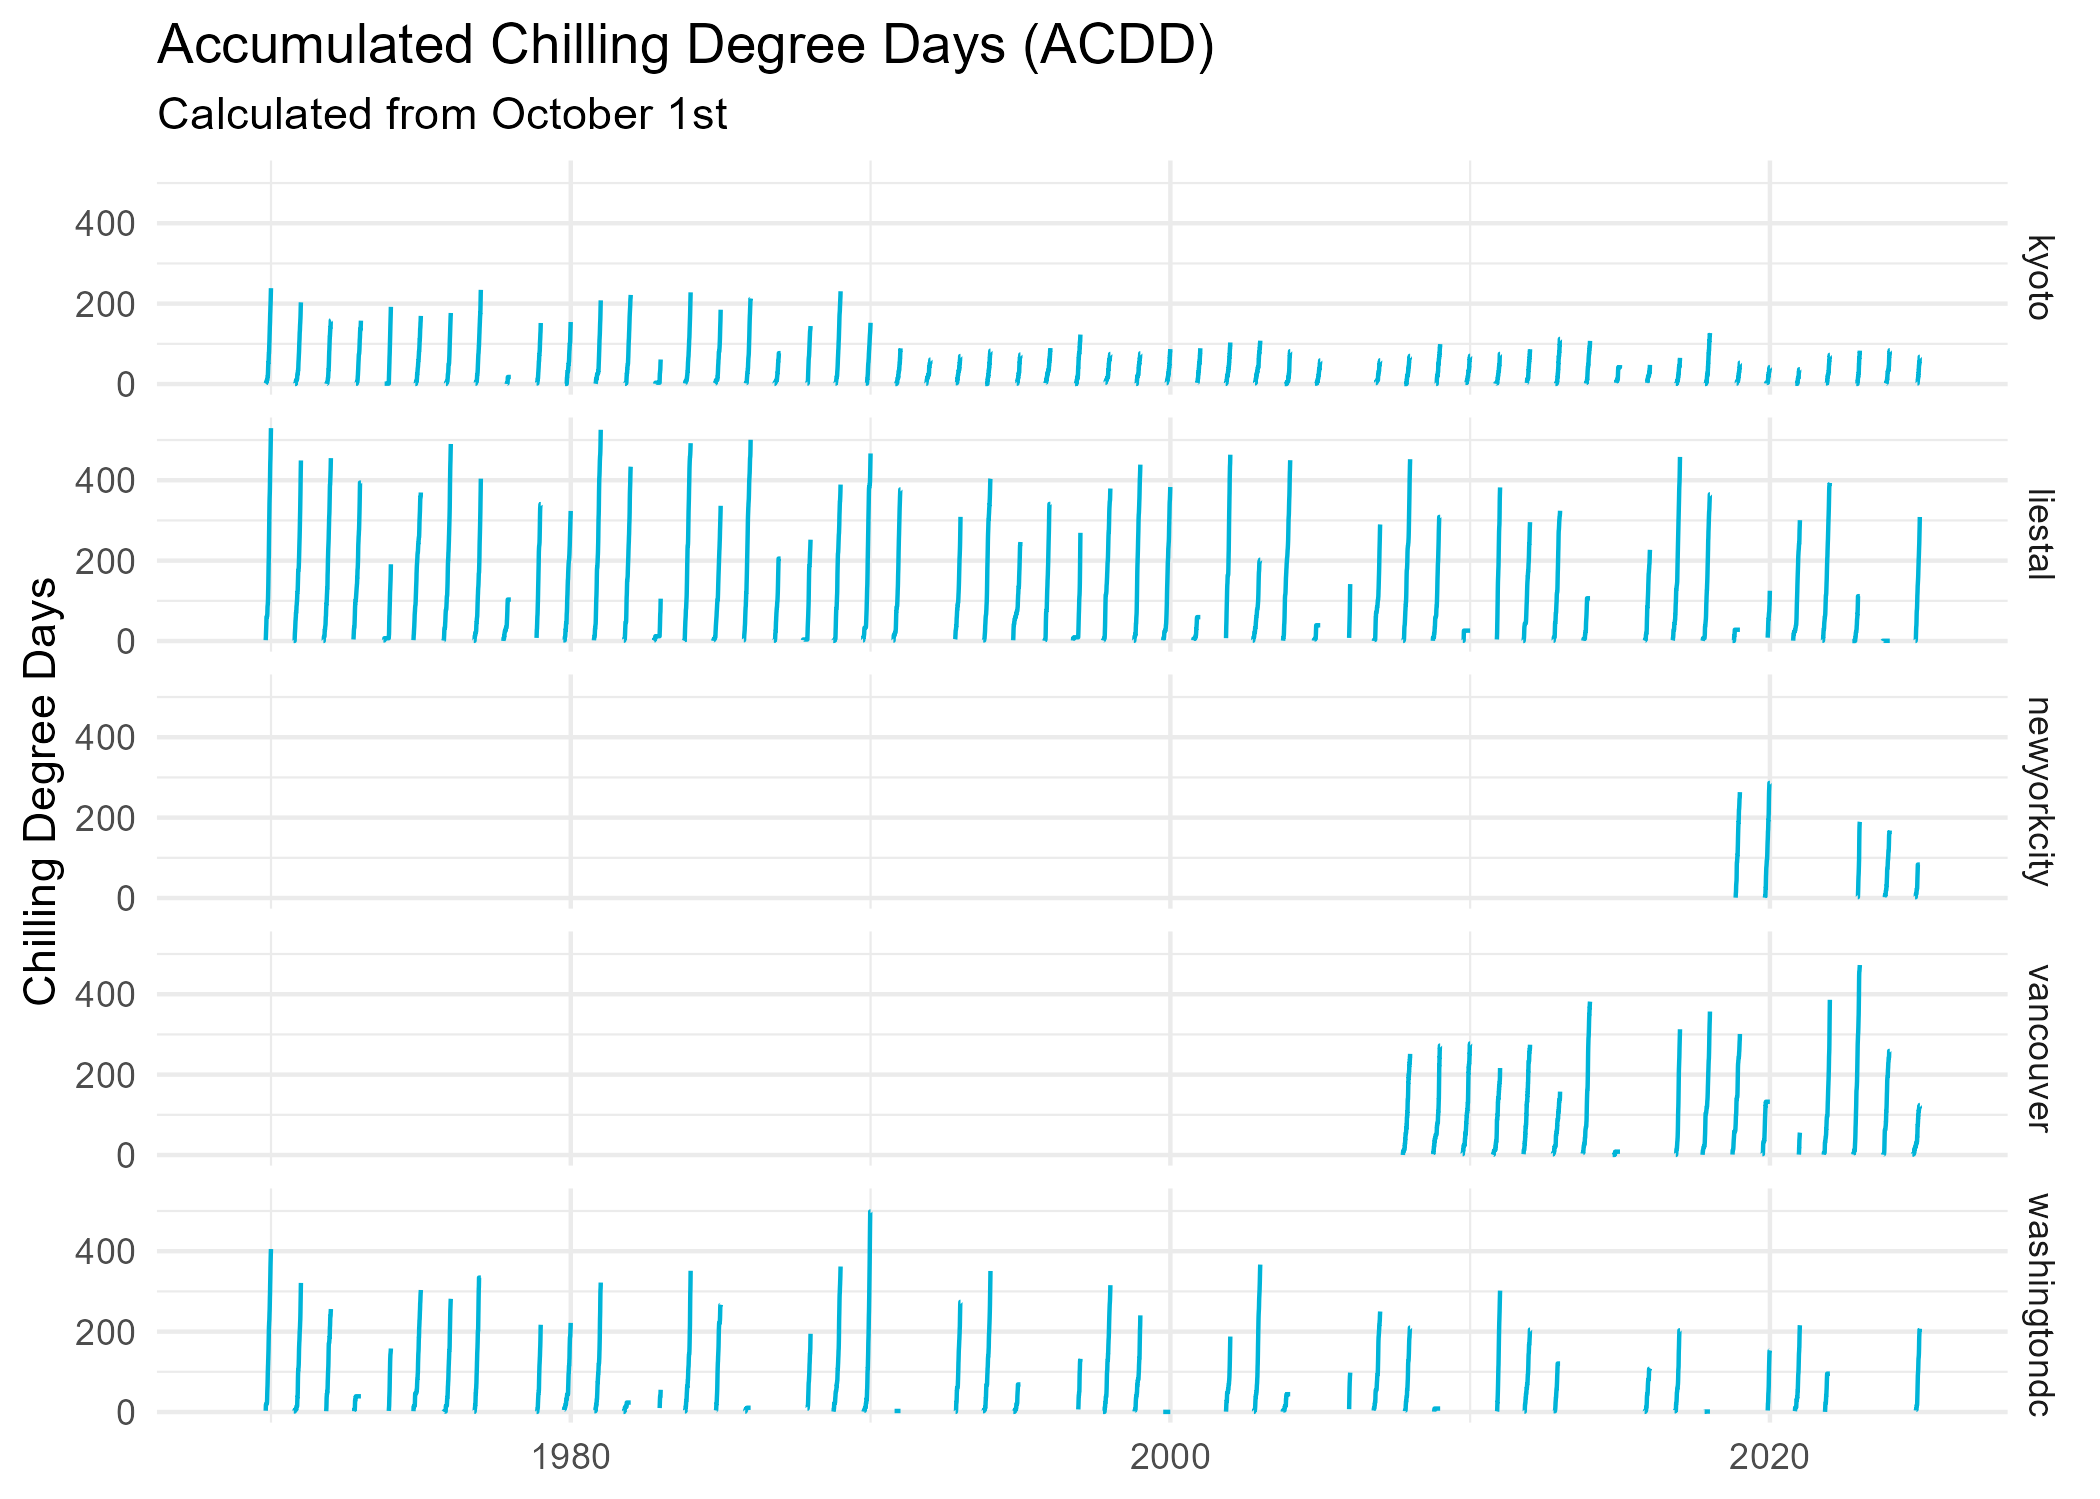 Accumulated Chilling Degree Days (ACDD)
Calculated from October 1st
Chilling Degree Days
400
200
0
kyoto
400
200
0
liestal
400
200
0
newyorkcity
400
200
0
vancouver
400
200
0
washingtondc
1980
2000
2020